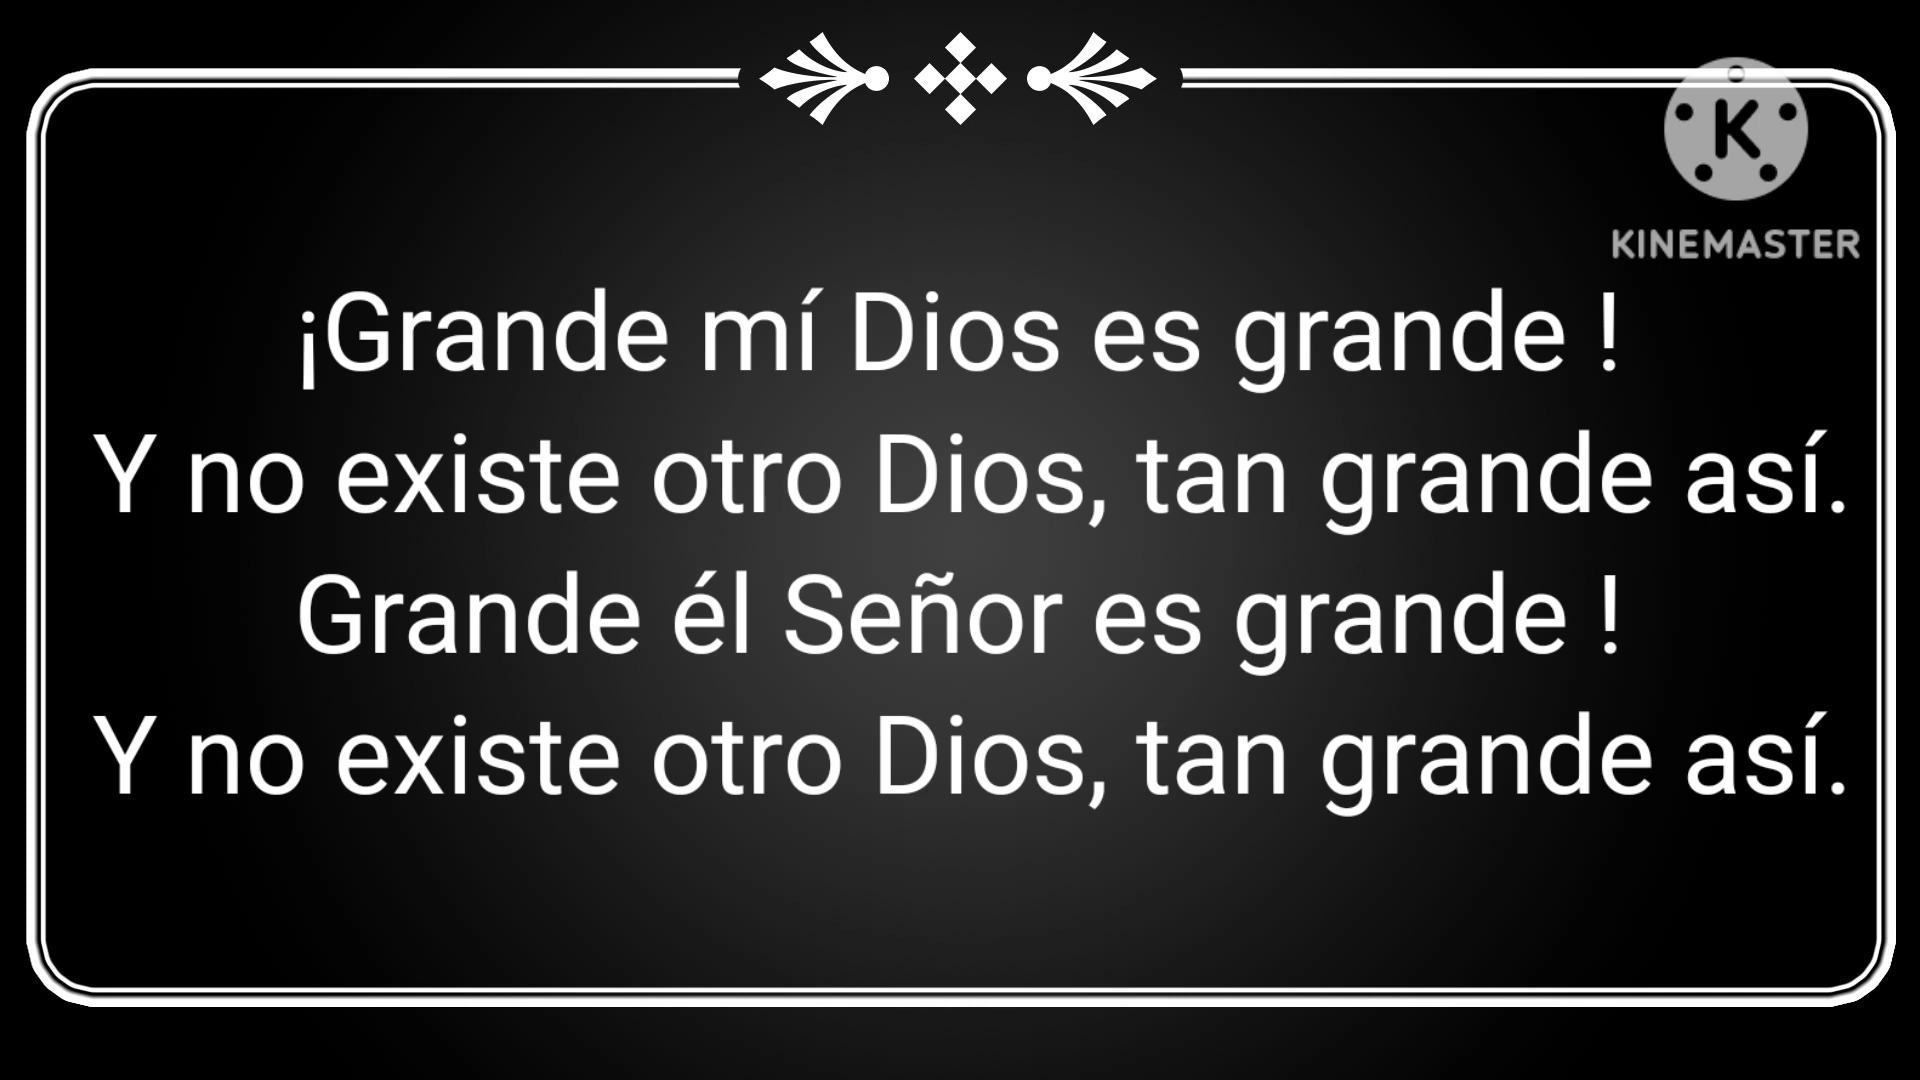 K
KINEMASTER
¡Grande mí Dios es grande !
Y no existe otro Dios, tan grande así.
Grande él Señor es grande !
Y no existe otro Dios, tan grande así.